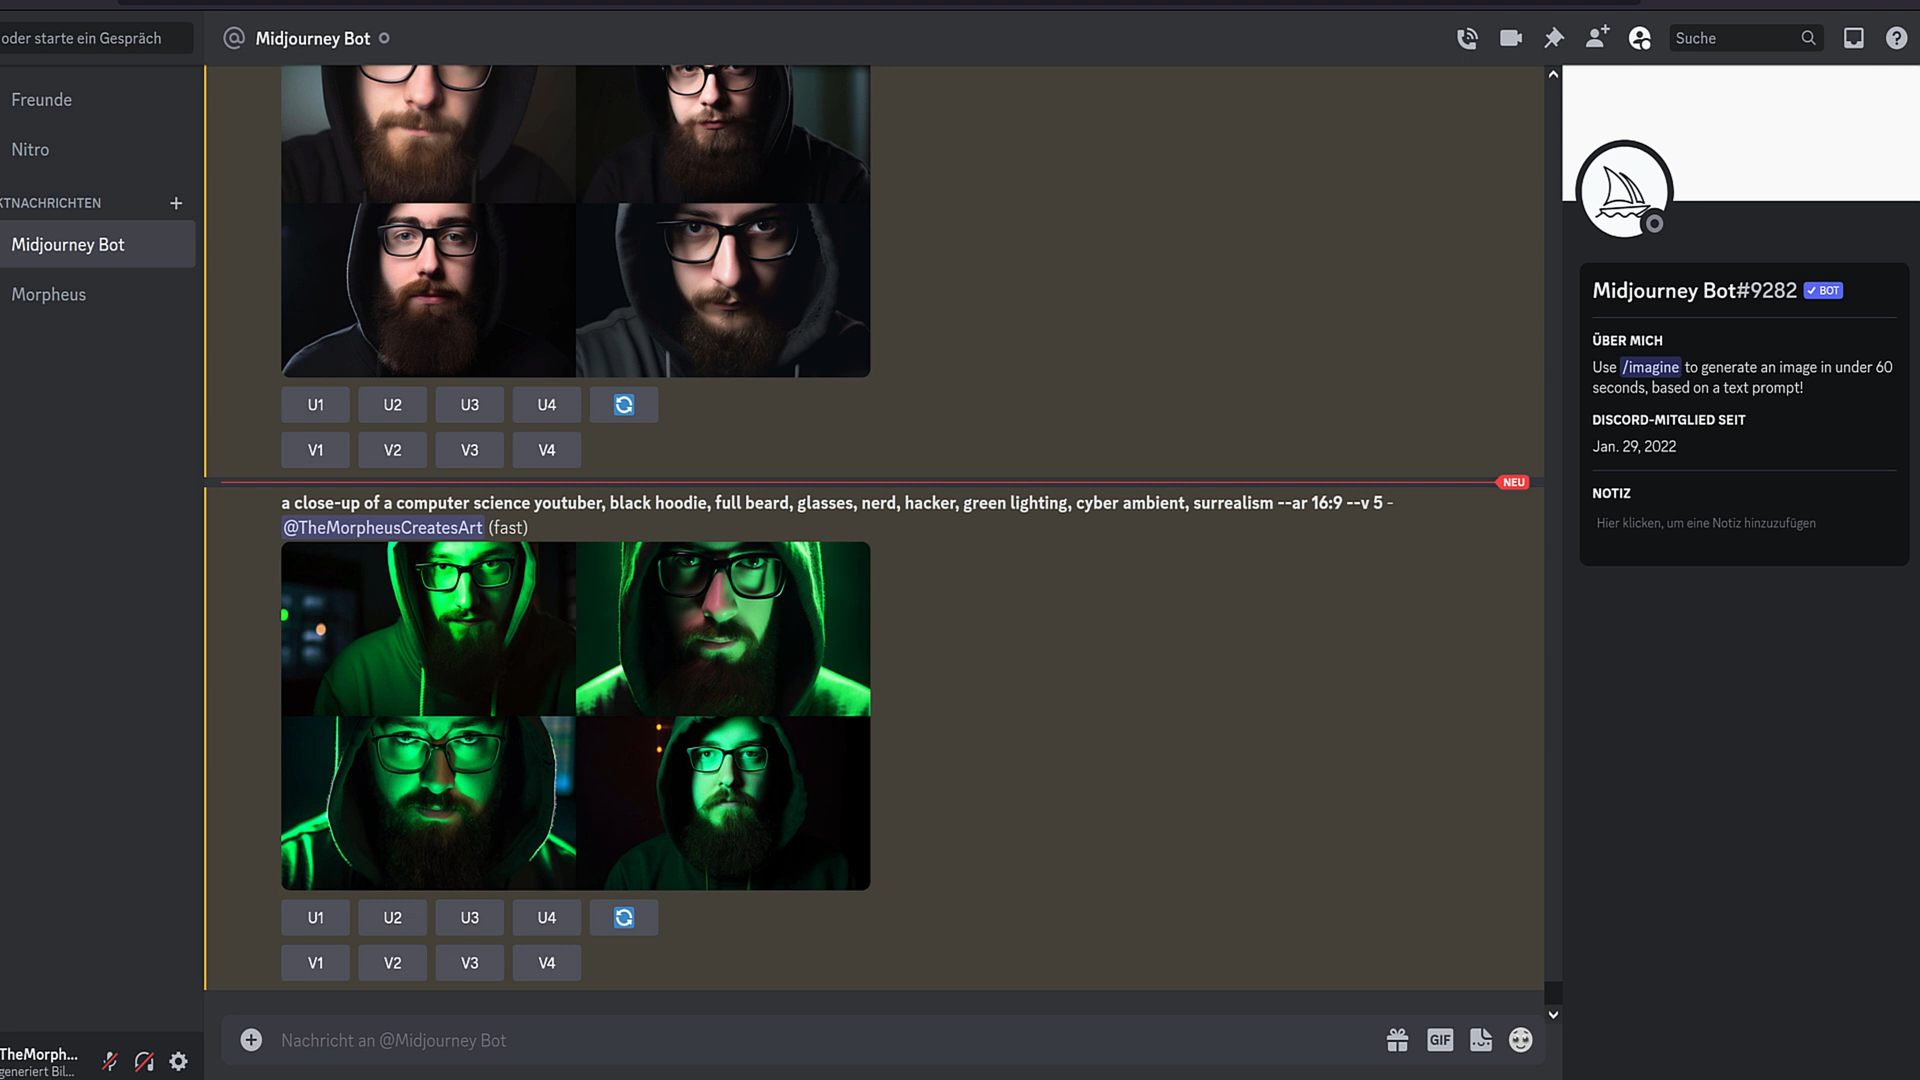 oder starte ein Gespräch
Midjourney Bot
Suche
Freunde
Nitro
KTNACHRICHTEN
Midjourney Bot
Morpheus
U1 U2 U3 U4
V1 V2 V3 V4
NEU
a close-up of a computer science youtuber, black hoodie, full beard, glasses, nerd, hacker, green lighting, cyber ambient, surrealism --ar 16:9 --v 5 -
@TheMorpheusCreatesArt (fast)
U1 U2 U3 U4
V1 V2 V3 V4
Nachricht an @Midjourney Bot
GIF
TheMorph...
generiert Bil...
Midjourney Bot#9282 BOT
ÜBER MICH
Use /imagine to generate an image in under 60
seconds, based on a text prompt!
DISCORD-MITGLIED SEIT
Jan. 29, 2022
NOTIZ
Hier klicken, um eine Notiz hinzuzufügen